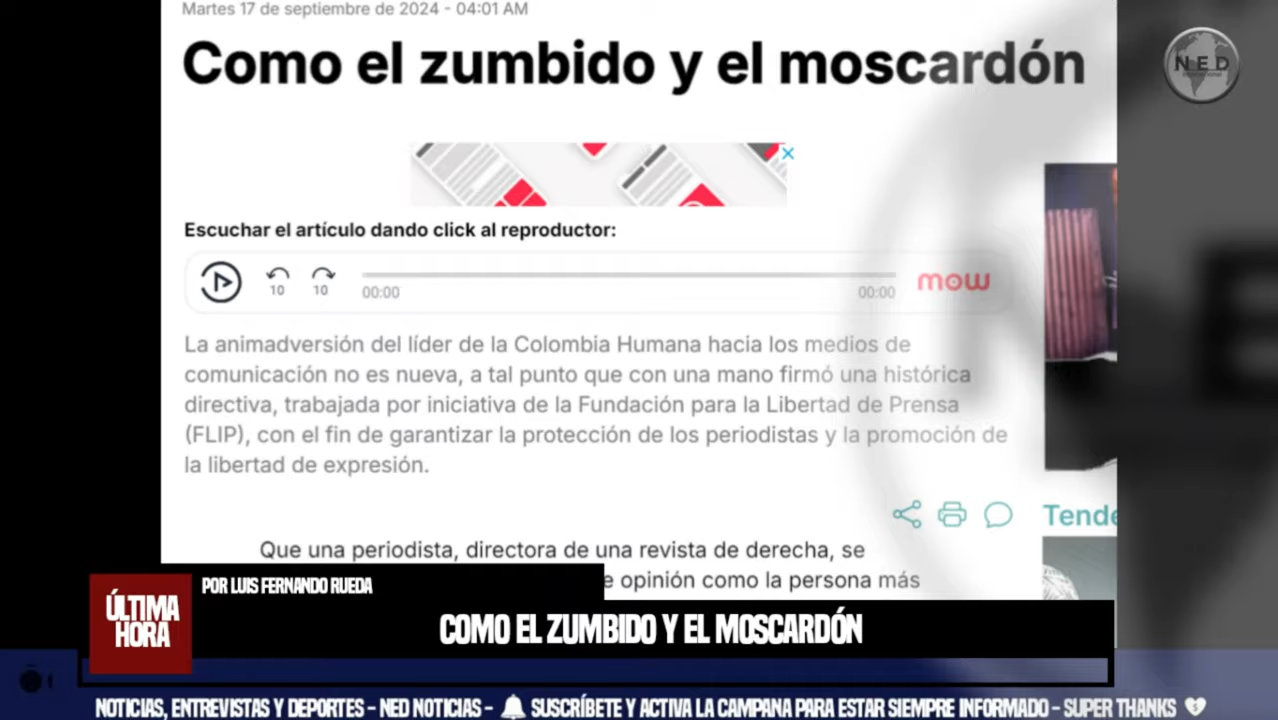 Martes 17 de septiembre de 2024 - 04:01 AM
Como el zumbido y el moscardón
NED
Escuchar el artículo dando click al reproductor:
10
10
00:00
00:00
mow
La animadversión del líder de la Colombia Humana hacia los medios de
comunicación no es nueva, a tal punto que con una mano firmó una histórica
directiva, trabajada por iniciativa de la Fundación para la Libertad de Prensa
(FLIP), con el fin de garantizar la protección de los periodistas y la promoción de
la libertad de expresión.
Tende
Que una periodista, directora de una revista de derecha, se
e opinión como la persona más
POR LUIS FERNANDO RUEDA
ÚLTIMA
HORA
COMO EL ZUMBIDO Y EL MOSCARDÓN
NOTICIAS, ENTREVISTAS Y DEPORTES - NED NOTICIAS - SUSCRÍBETE Y ACTIVA LA CAMPANA PARA ESTAR SIEMPRE INFORMADO - SUPER THANKS